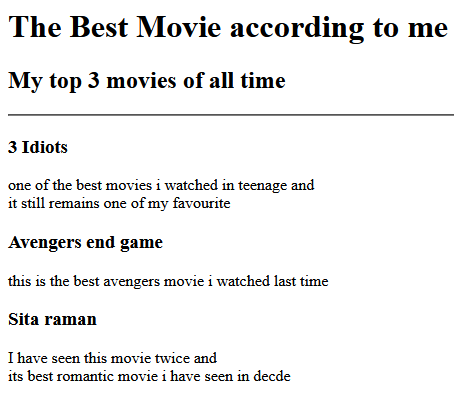 The Best Movie according to me
My top 3 movies of all time
3 Idiots
one of the best movies i watched in teenage and
it still remains one of my favourite
Avengers end game
this is the best avengers movie i watched last time
Sita raman
I have seen this movie twice and
its best romantic movie i have seen in decde